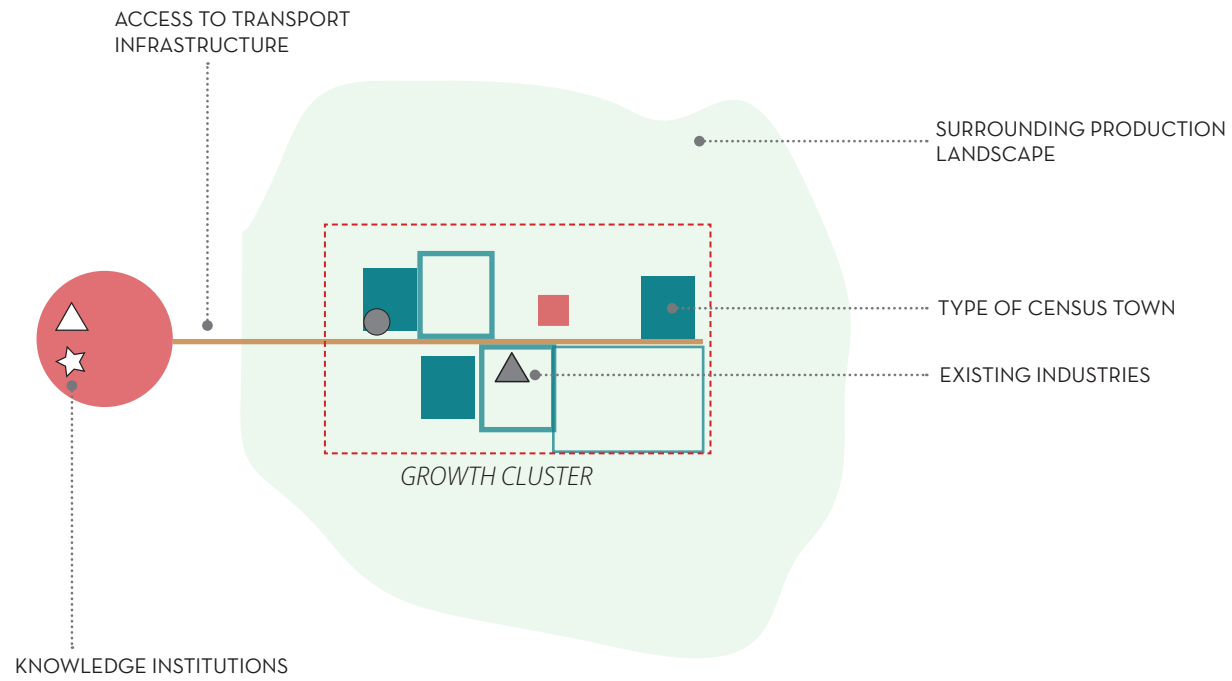 ACCESS TO TRANSPORT
INFRASTRUCTURE
SURROUNDING PRODUCTION
LANDSCAPE
TYPE OF CENSUS TOWN
EXISTING INDUSTRIES
GROWTH CLUSTER
KNOWLEDGE INSTITUTIONS